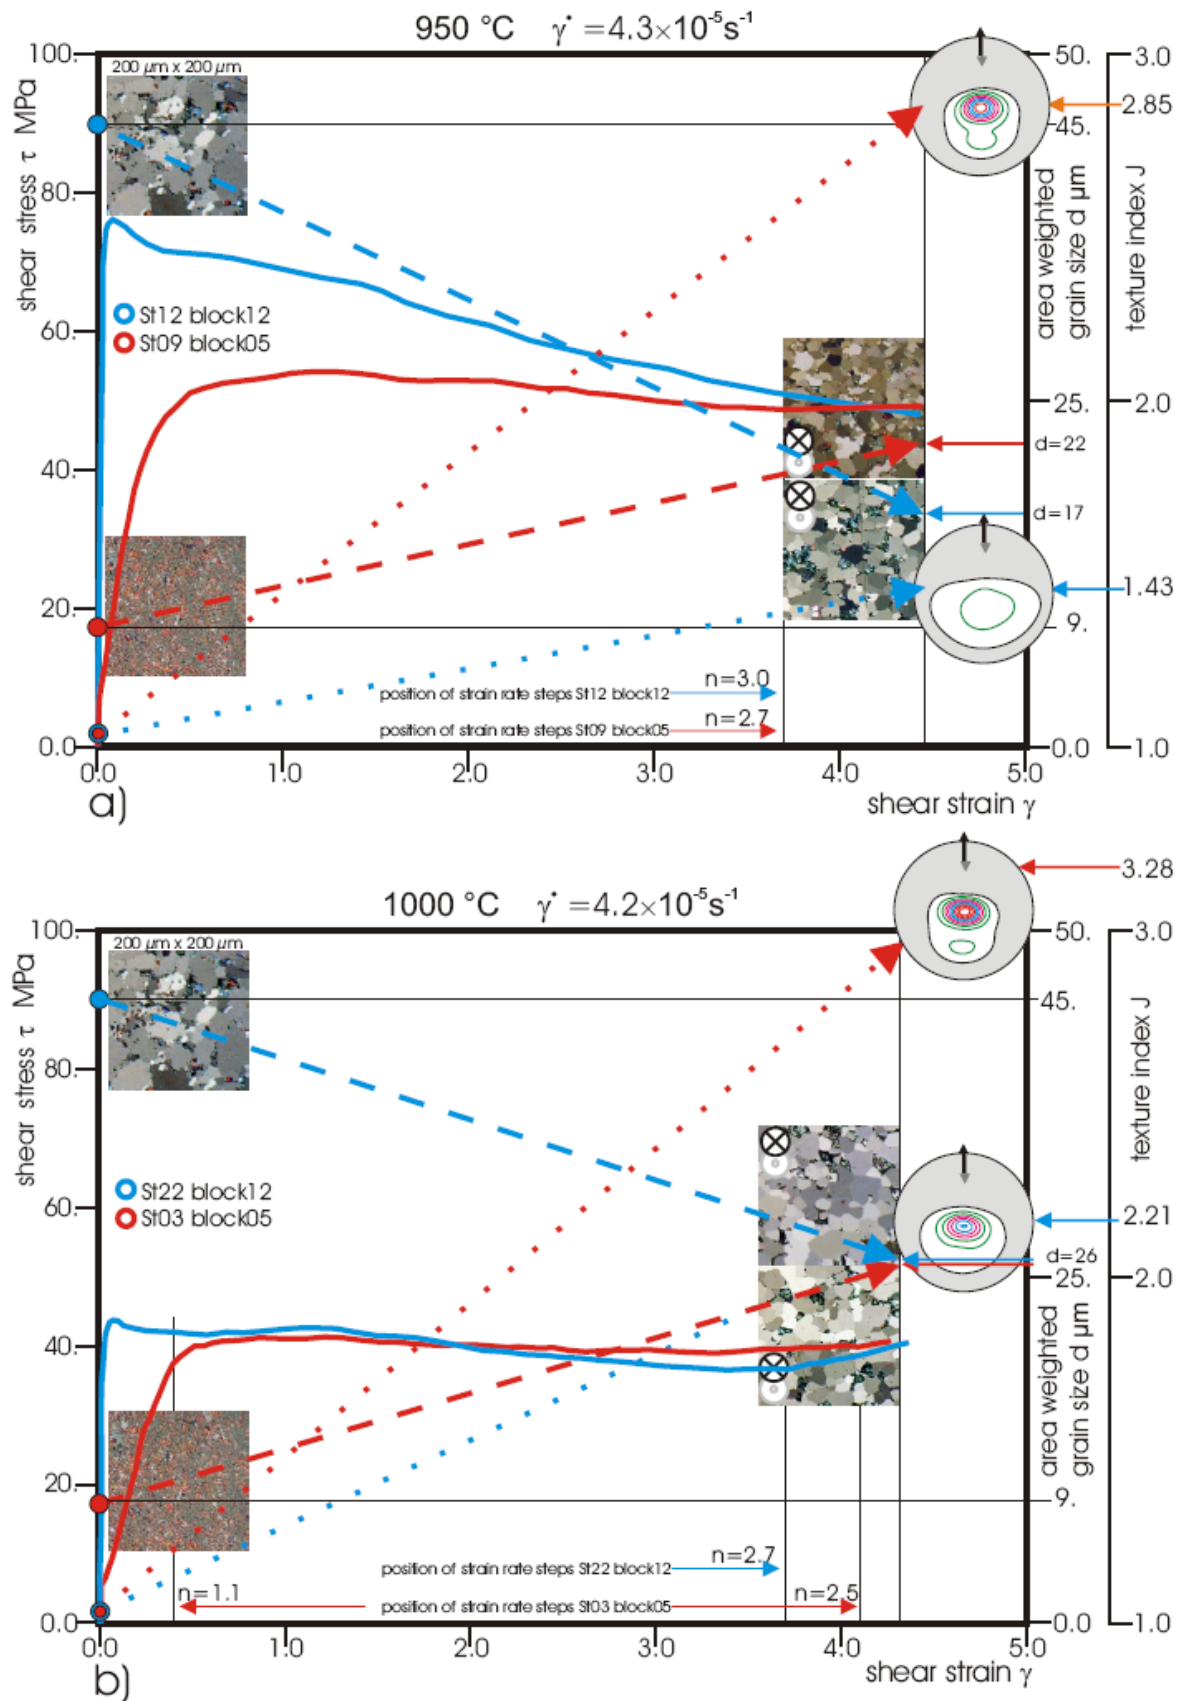 950 °C γ˙ =4.3×10⁻⁵s⁻¹
100.
50.
3.0
200 µm x 200 µm
2.85
45.
shear stress τ MPa
80.
grain size d µm
area weighted
texture index J
St12 block12
St09 block05
60.
25.
2.0
d=22
40.
d=17
1.43
20.
9.
n=3.0
position of strain rate steps St12 block12
n=2.7
position of strain rate steps St09 block05
0.0
0.0
1.0
0.0
1.0
2.0
3.0
4.0
5.0
a)
shear strain γ
3.28
1000 °C γ˙ =4.2×10⁻⁵s⁻¹
100.
50.
3.0
200 µm x 200 µm
45.
shear stress τ MPa
80.
texture index J
St22 block12
St03 block05
60.
2.21
d=26
25.
2.0
grain size d µm
area weighted
40.
20.
9.
n=2.7
position of strain rate steps St22 block12
n=1.1
n=2.5
position of strain rate steps St03 block05
0.0
0.0
1.0
0.0
1.0
2.0
3.0
4.0
5.0
b)
shear strain γ